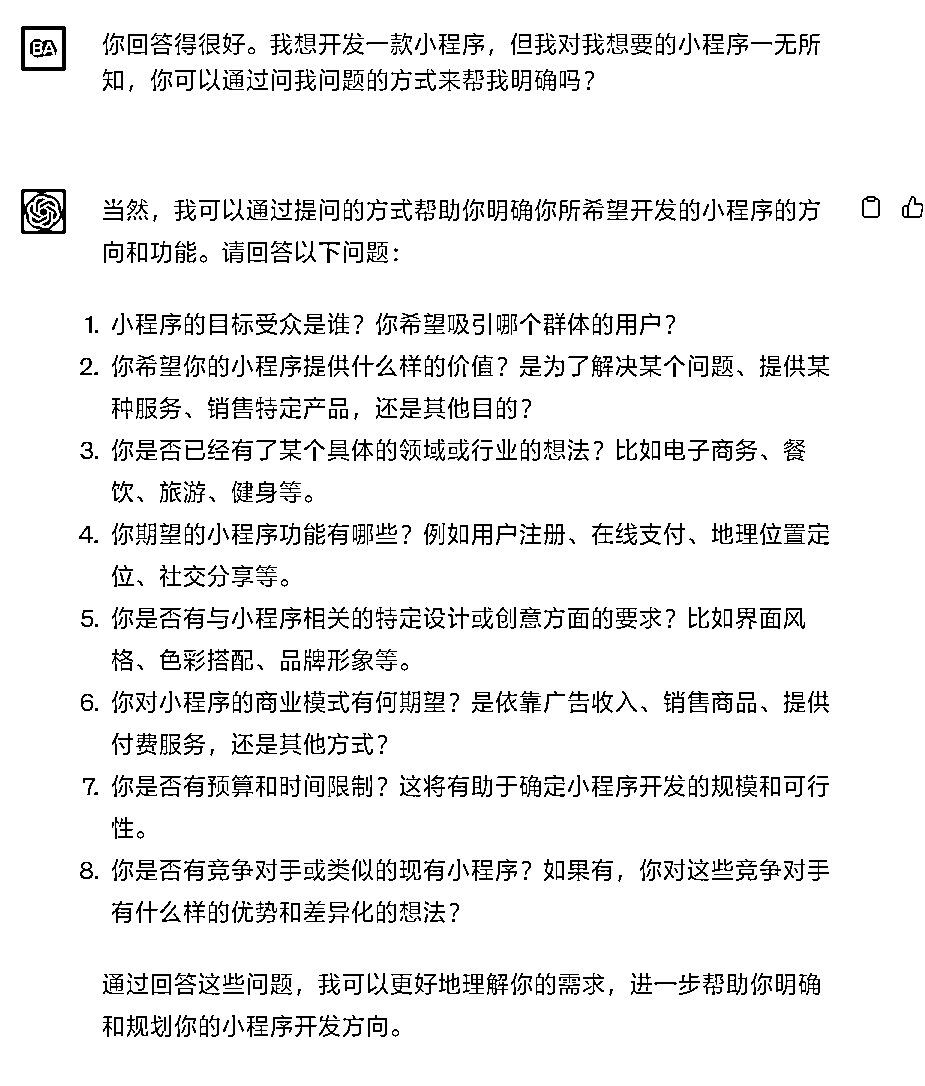 BA
你回答得很好。我想开发一款小程序，但我对我想要的小程序一无所
知，你可以通过问我问题的方式来帮我明确吗？
当然，我可以通过提问的方式帮助你明确你所希望开发的小程序的方
向和功能。请回答以下问题：
1. 小程序的目标受众是谁？你希望吸引哪个群体的用户？
2. 你希望你的小程序提供什么样的价值？是为了解决某个问题、提供某
种服务、销售特定产品，还是其他目的？
3. 你是否已经有了某个具体的领域或行业的想法？比如电子商务、餐
饮、旅游、健身等。
4. 你期望的小程序功能有哪些？例如用户注册、在线支付、地理位置定
位、社交分享等。
5. 你是否有与小程序相关的特定设计或创意方面的要求？比如界面风
格、色彩搭配、品牌形象等。
6. 你对小程序的商业模式有何期望？是依靠广告收入、销售商品、提供
付费服务，还是其他方式？
7. 你是否有预算和时间限制？这将有助于确定小程序开发的规模和可行
性。
8. 你是否有竞争对手或类似的现有小程序？如果有，你对这些竞争对手
有什么样的优势和差异化的想法？
通过回答这些问题，我可以更好地理解你的需求，进一步帮助你明确
和规划你的小程序开发方向。